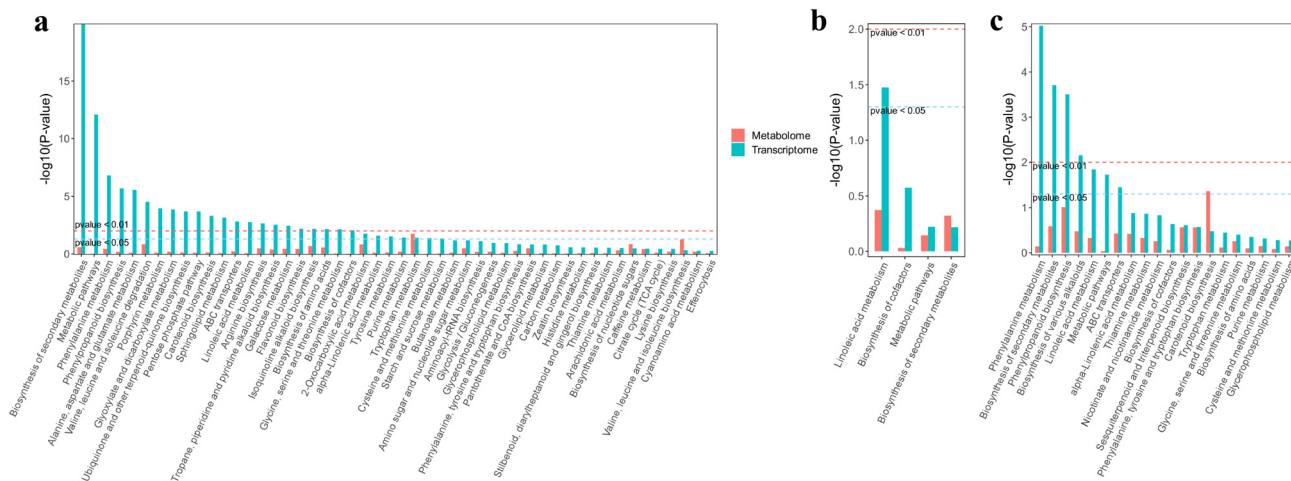 a
-log10(P-value)
15
10
5
0
pvalue < 0.01
pvalue < 0.05
Biosynthesis of secondary metabolites
Metabolic pathways
Phenylalanine metabolism
Phenylpropanoid biosynthesis
Alanine, aspartate and glutamate metabolism
Valine, leucine and isoleucine degradation
Porphyrin metabolism
Glyoxylate and dicarboxylate metabolism
Ubiquinone and other terpenoid-quinone biosynthesis
Pentose phosphate pathway
Carotenoid biosynthesis
Sphingolipid metabolism
ABC transporters
Linoleic acid metabolism
Arginine biosynthesis
Tropane, piperidine and pyridine alkaloid biosynthesis
Galactose metabolism
Flavonoid biosynthesis
Isoquinoline alkaloid biosynthesis
Biosynthesis of amino acids
Glycine, serine and threonine metabolism
Biosynthesis of cofactors
2-Oxocarboxylic acid metabolism
alpha-Linolenic acid metabolism
Tyrosine metabolism
Purine metabolism
Tryptophan metabolism
Cysteine and methionine metabolism
Starch and sucrose metabolism
Butanoate metabolism
Amino sugar and nucleotide sugar metabolism
Aminoacyl-tRNA biosynthesis
Glycolysis / Gluconeogenesis
Glycerophospholipid metabolism
Phenylalanine, tyrosine and tryptophan biosynthesis
Pantothenate and CoA biosynthesis
Glycerolipid metabolism
Carbon metabolism
Zeatin biosynthesis
Histidine metabolism
Stilbenoid, diarylheptanoid and gingerol biosynthesis
Thiamine metabolism
Arachidonic acid metabolism
Biosynthesis of nucleotide sugars
Caffeine metabolism
Citrate cycle (TCA cycle)
Lysine biosynthesis
Valine, leucine and isoleucine biosynthesis
Cyanoamino acid metabolism
Efferocytosis
Metabolome
Transcriptome
b
-log10(P-value)
2.0
1.5
1.0
0.5
0.0
pvalue < 0.01
pvalue < 0.05
Linoleic acid metabolism
Biosynthesis of cofactors
Metabolic pathways
Biosynthesis of secondary metabolites
c
-log10(P-value)
5
4
3
2
1
0
pvalue < 0.01
pvalue < 0.05
Phenylalanine metabolism
Biosynthesis of secondary metabolites
Phenylpropanoid biosynthesis
Biosynthesis of various alkaloids
Linoleic acid metabolism
Metabolic pathways
ABC transporters
alpha-Linolenic acid metabolism
Thiamine metabolism
Nicotinate and nicotinamide metabolism
Biosynthesis of cofactors
Sesquiterpenoid and triterpenoid biosynthesis
Phenylalanine, tyrosine and tryptophan biosynthesis
Carotenoid biosynthesis
Tryptophan metabolism
Glycine, serine and threonine metabolism
Biosynthesis of amino acids
Purine metabolism
Cysteine and methionine metabolism
Glycerophospholipid metabolism